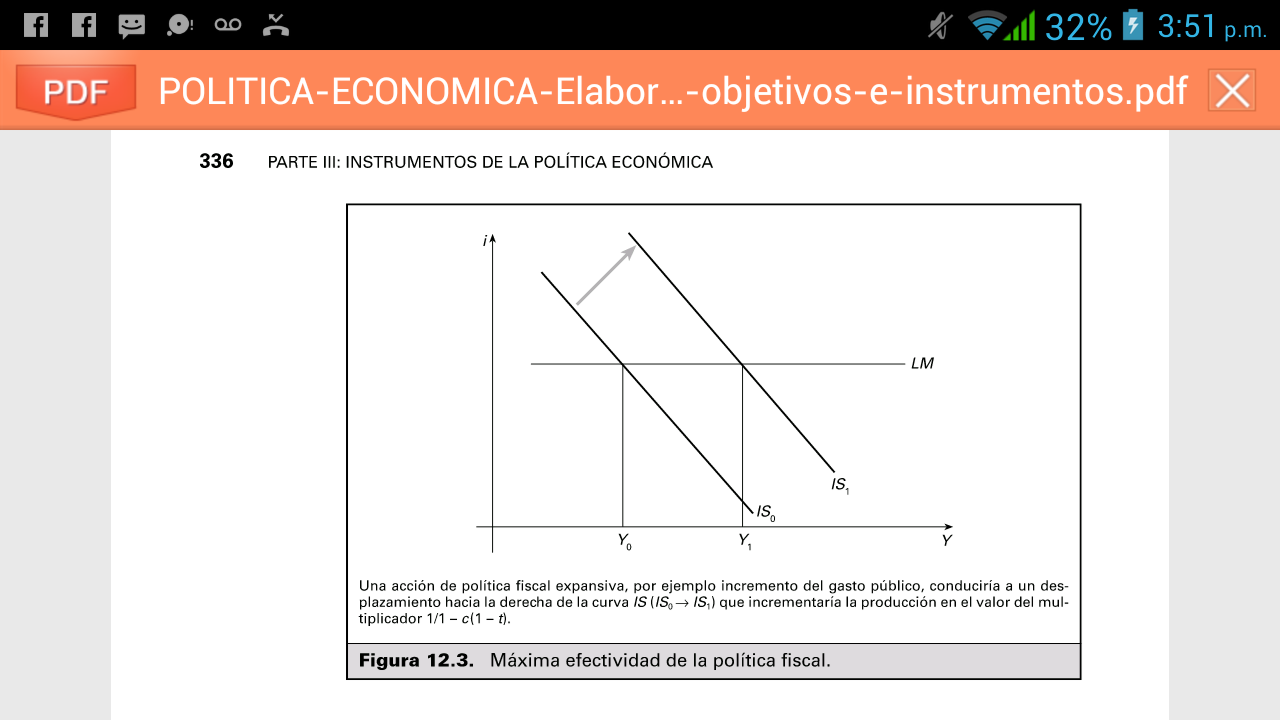 32% 3:51 p.m.
PDF POLITICA-ECONOMICA-Elabor...-objetivos-e-instrumentos.pdf
336 PARTE III: INSTRUMENTOS DE LA POLÍTICA ECONÓMICA
i
LM
IS1
IS0
Y0 Y1 Y
Una acción de política fiscal expansiva, por ejemplo incremento del gasto público, conduciría a un des-
plazamiento hacia la derecha de la curva IS (IS0 → IS1) que incrementaría la producción en el valor del mul-
tiplicador 1/1 – c(1 – t).
Figura 12.3. Máxima efectividad de la política fiscal.